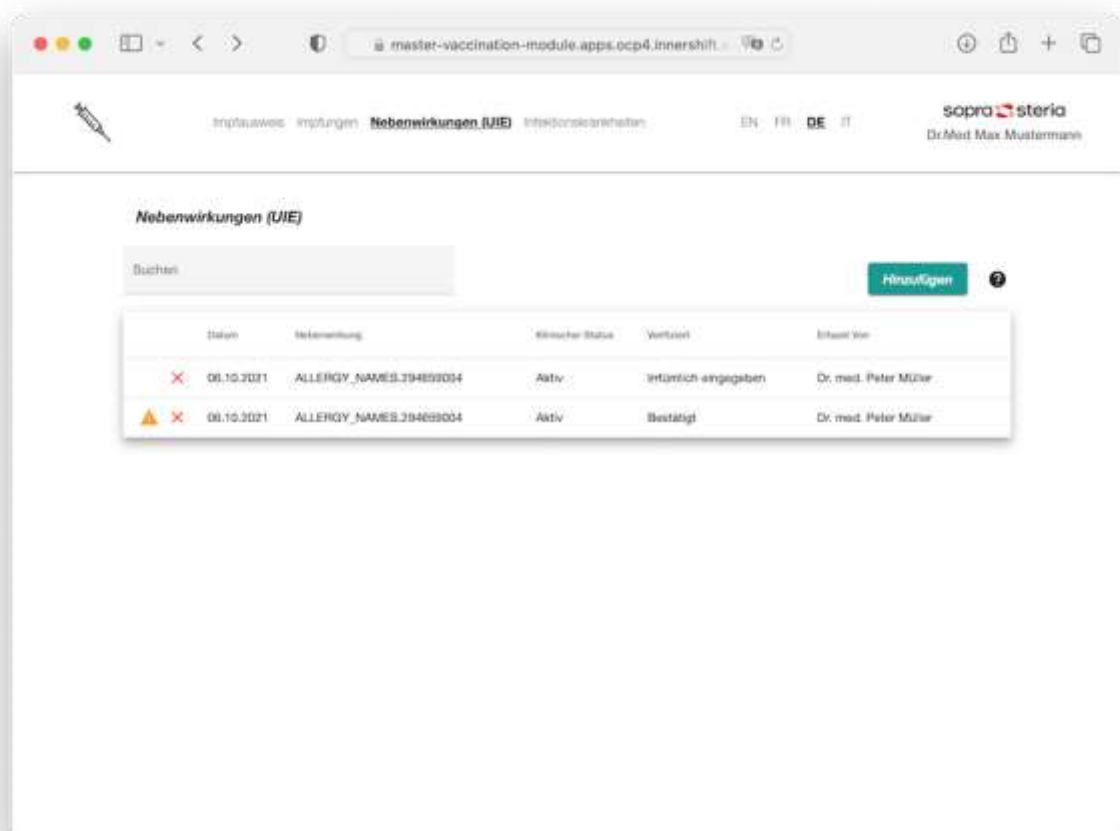 master-vaccination-module.apps.ocp4.innershift
Impfausweis Impfungen Nebenwirkungen (UIE) Infektionskrankheiten EN FR DE IT
sopra steria
Dr.Med Max Mustermann
Nebenwirkungen (UIE)
Suchen
Hinzufügen ?
Datum Nebenwirkung Klinischer Status Verifiziert Erfasst Von
06.10.2021 ALLERGY_NAMES.294659004 Aktiv Irrtümlich eingegeben Dr. med. Peter Müller
06.10.2021 ALLERGY_NAMES.294659004 Aktiv Bestätigt Dr. med. Peter Müller